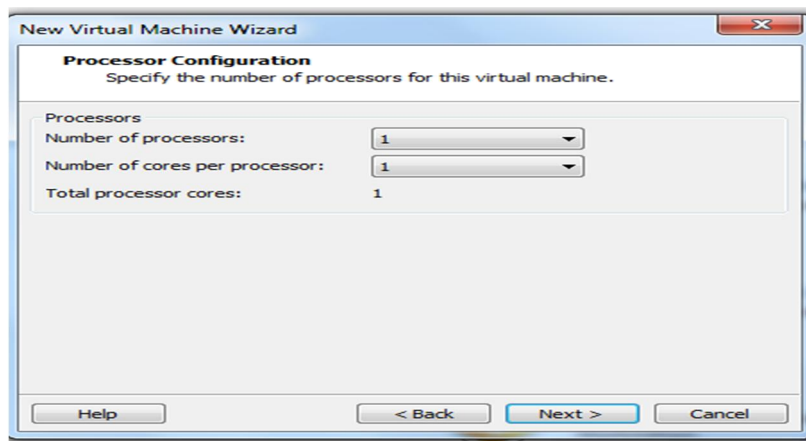 New Virtual Machine Wizard
Processor Configuration
Specify the number of processors for this virtual machine.
Processors
Number of processors: 1
Number of cores per processor: 1
Total processor cores: 1
Help < Back Next > Cancel